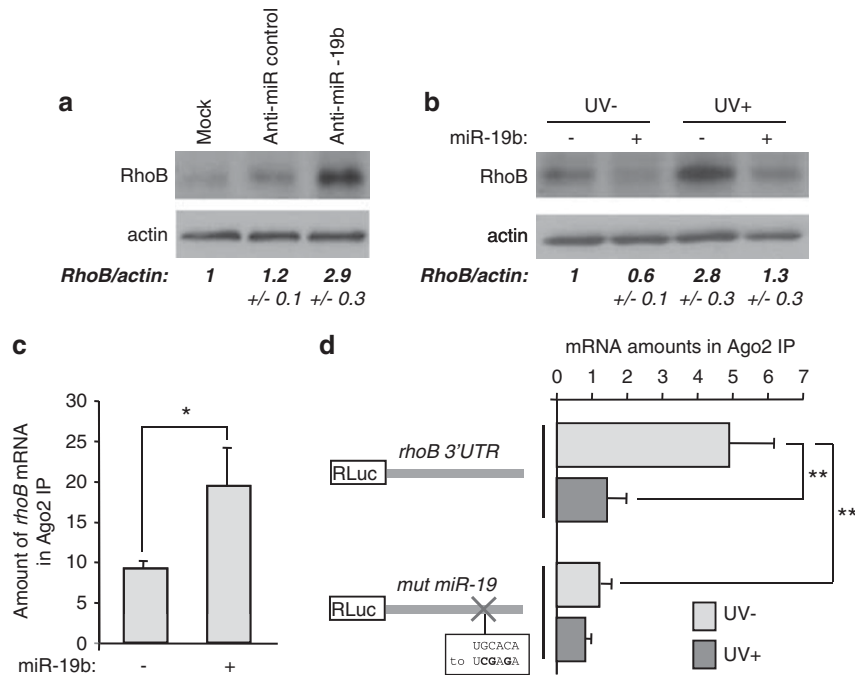 a
Mock
Anti-miR control
Anti-miR -19b
RhoB
actin
RhoB/actin: 1 1.2 2.9
+/- 0.1 +/- 0.3
b
UV- UV+
miR-19b: - + - +
RhoB
actin
RhoB/actin: 1 0.6 2.8 1.3
+/- 0.1 +/- 0.3 +/- 0.3
c
Amount of rhoB mRNA
in Ago2 IP
30
25
20
15
10
5
0
*
miR-19b: - +
d
mRNA amounts in Ago2 IP
0 1 2 3 4 5 6 7
rhoB 3'UTR
RLuc
**
**
mut miR-19
RLuc
UGCACA
to UCGAGA
UV-
UV+